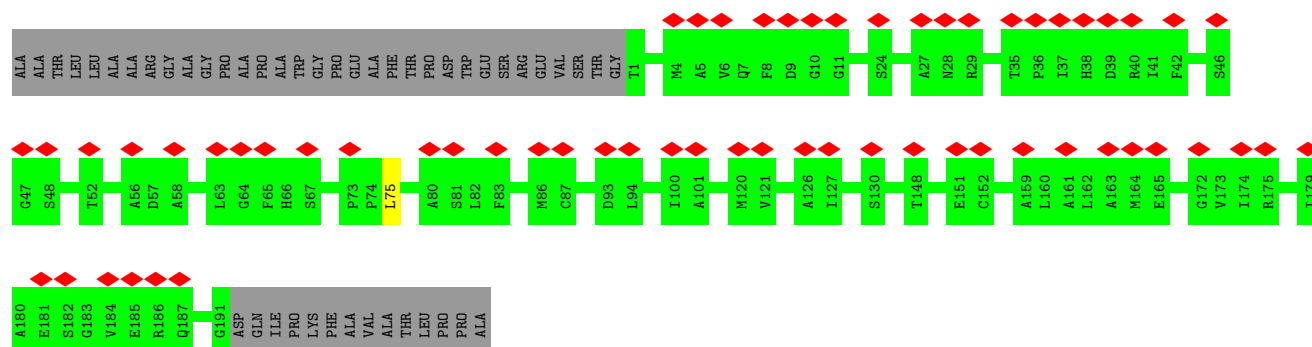 ALA ALA THR LEU LEU ALA ALA ARG GLY ALA GLY PRO ALA PRO ALA TRP GLY PRO GLU ALA PHE THR PRO ASP TRP GLU SER ARG GLU VAL SER THR GLY T1 M4 A5 V6 Q7 F8 D9 G10 G11 S24 A27 N28 R29 T35 P36 I37 H38 D39 R40 I41 F42 S46
G47 S48 T52 A56 D57 A58 L63 G64 F65 H66 S67 P73 P74 L75 A80 S81 L82 F83 M86 C87 D93 L94 I100 A101 M120 V121 A126 I127 S130 T148 E151 C152 A159 L160 A161 L162 A163 M164 E165 G172 V173 I174 R175 I179
A180 E181 S182 G183 V184 E185 R186 Q187 G191 ASP GLN ILE PRO LYS PHE ALA VAL ALA THR LEU PRO PRO ALA